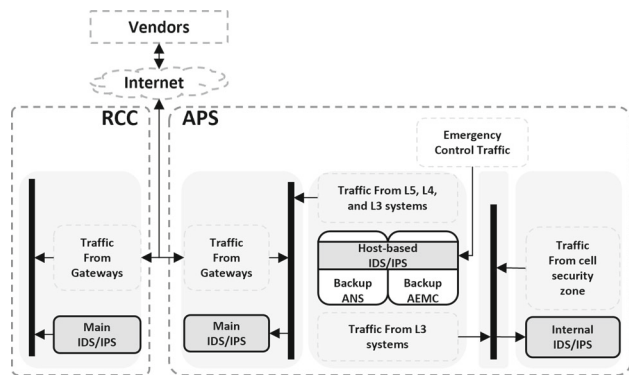 Vendors
Internet
RCC
APS
Emergency
Control Traffic
Traffic From L5, L4,
and L3 systems
Traffic
From
Gateways
Traffic
From
Gateways
Host-based
IDS/IPS
Backup
ANS
Backup
AEMC
Traffic
From cell
security
zone
Main
IDS/IPS
Main
IDS/IPS
Traffic From L3
systems
Internal
IDS/IPS